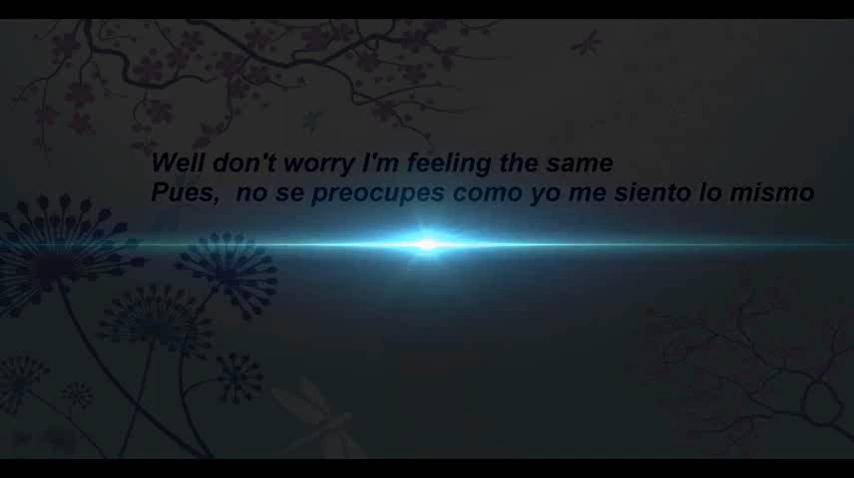 Well don't worry I'm feeling the same
Pues, no se preocupes como yo me siento lo mismo